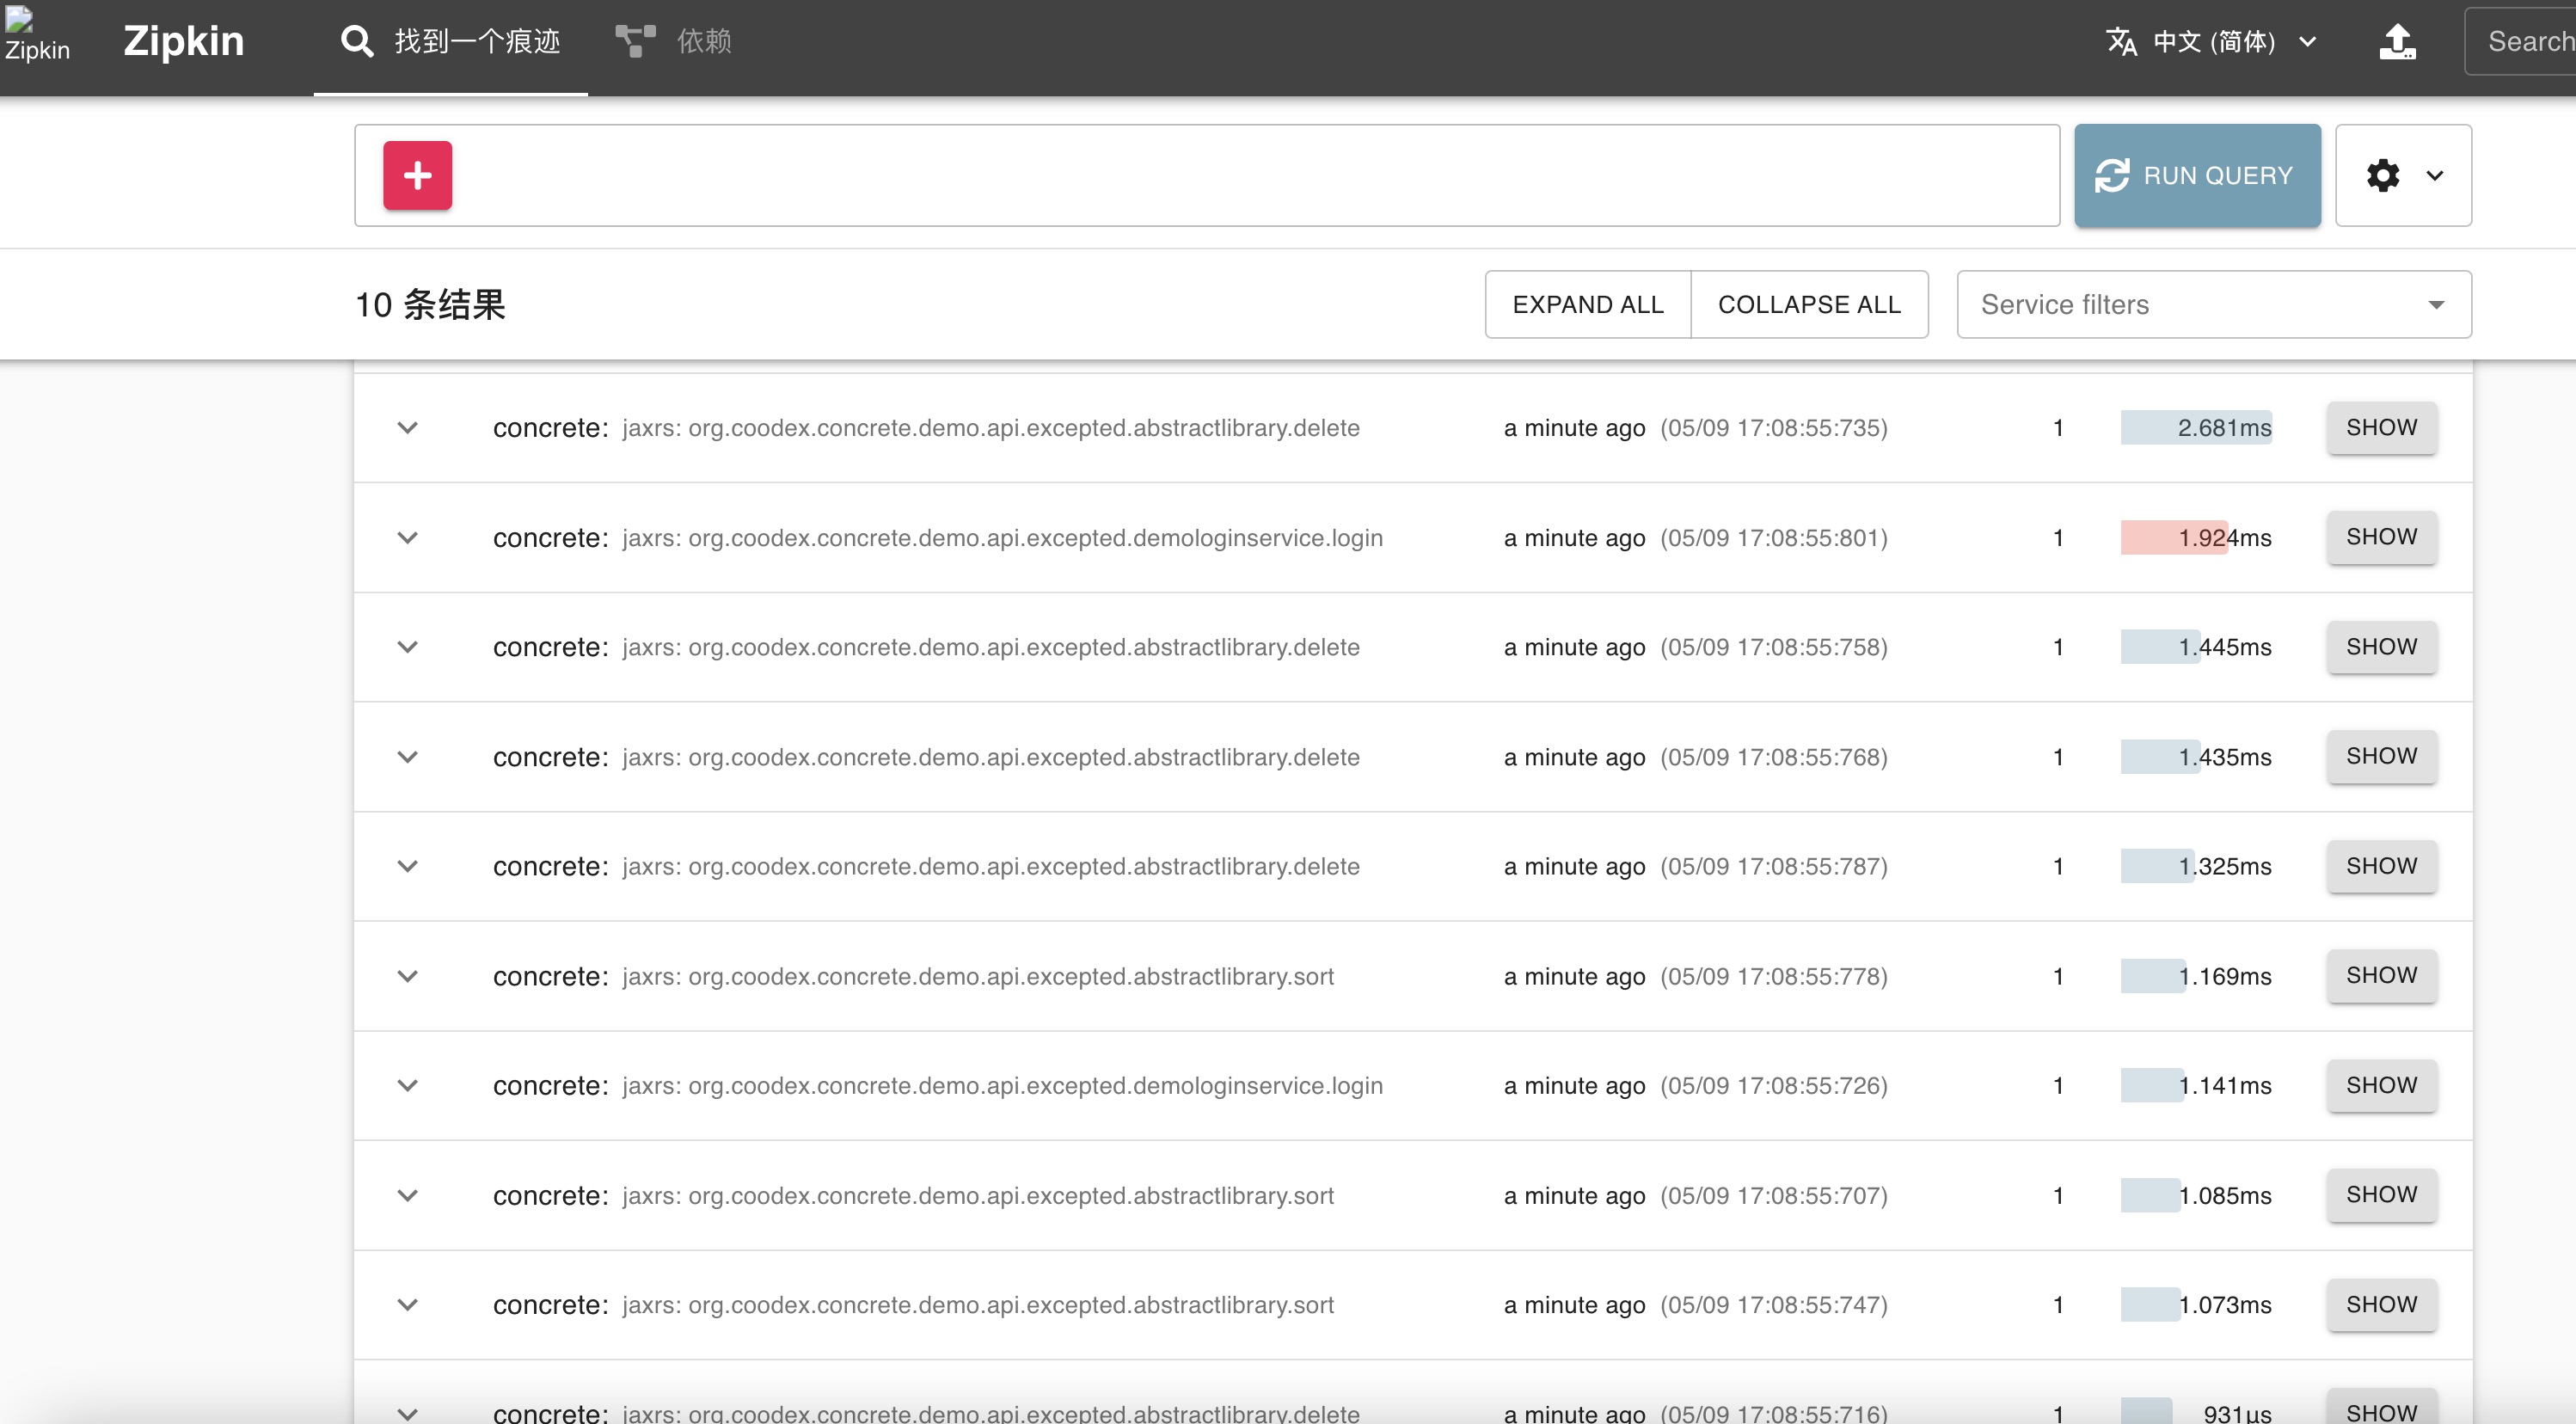 Zipkin
Zipkin
找到一个痕迹
依赖
中文 (简体)
Search
RUN QUERY
10 条结果
EXPAND ALL
COLLAPSE ALL
Service filters
concrete: jaxrs: org.coodex.concrete.demo.api.excepted.abstractlibrary.delete a minute ago (05/09 17:08:55:735) 1 2.681ms SHOW
concrete: jaxrs: org.coodex.concrete.demo.api.excepted.demologinservice.login a minute ago (05/09 17:08:55:801) 1 1.924ms SHOW
concrete: jaxrs: org.coodex.concrete.demo.api.excepted.abstractlibrary.delete a minute ago (05/09 17:08:55:758) 1 1.445ms SHOW
concrete: jaxrs: org.coodex.concrete.demo.api.excepted.abstractlibrary.delete a minute ago (05/09 17:08:55:768) 1 1.435ms SHOW
concrete: jaxrs: org.coodex.concrete.demo.api.excepted.abstractlibrary.delete a minute ago (05/09 17:08:55:787) 1 1.325ms SHOW
concrete: jaxrs: org.coodex.concrete.demo.api.excepted.abstractlibrary.sort a minute ago (05/09 17:08:55:778) 1 1.169ms SHOW
concrete: jaxrs: org.coodex.concrete.demo.api.excepted.demologinservice.login a minute ago (05/09 17:08:55:726) 1 1.141ms SHOW
concrete: jaxrs: org.coodex.concrete.demo.api.excepted.abstractlibrary.sort a minute ago (05/09 17:08:55:707) 1 1.085ms SHOW
concrete: jaxrs: org.coodex.concrete.demo.api.excepted.abstractlibrary.sort a minute ago (05/09 17:08:55:747) 1 1.073ms SHOW
concrete: jaxrs: org.coodex.concrete.demo.api.excepted.abstractlibrary.delete a minute ago (05/09 17:08:55:716) 1 931μs SHOW